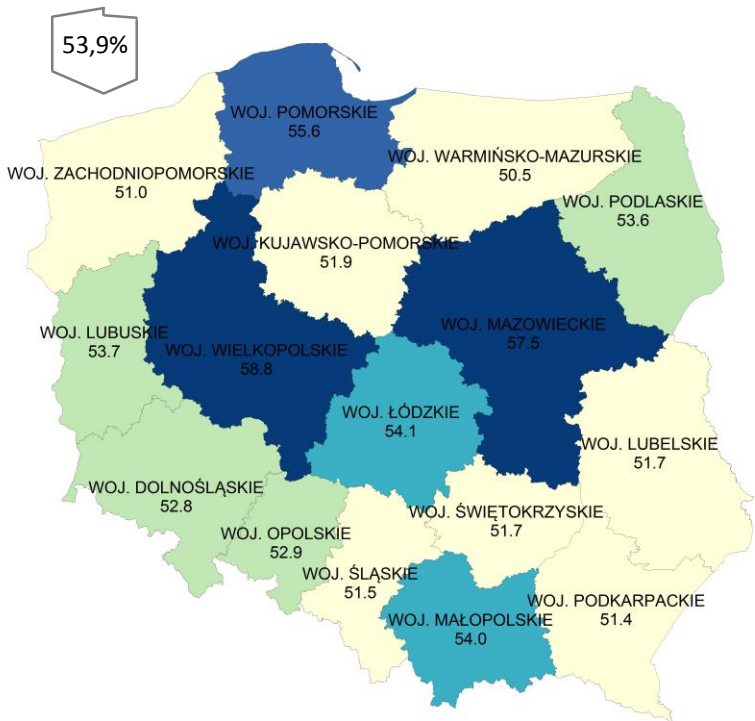 53,9%
WOJ. POMORSKIE
55.6
WOJ. WARMIŃSKO-MAZURSKIE
50.5
WOJ. ZACHODNIOPOMORSKIE
51.0
WOJ. PODLASKIE
53.6
WOJ. KUJAWSKO-POMORSKIE
51.9
WOJ. LUBUSKIE
53.7
WOJ. WIELKOPOLSKIE
58.8
WOJ. MAZOWIECKIE
57.5
WOJ. ŁÓDZKIE
54.1
WOJ. LUBELSKIE
51.7
WOJ. DOLNOŚLĄSKIE
52.8
WOJ. OPOLSKIE
52.9
WOJ. ŚWIĘTOKRZYSKIE
51.7
WOJ. ŚLĄSKIE
51.5
WOJ. MAŁOPOLSKIE
54.0
WOJ. PODKARPACKIE
51.4